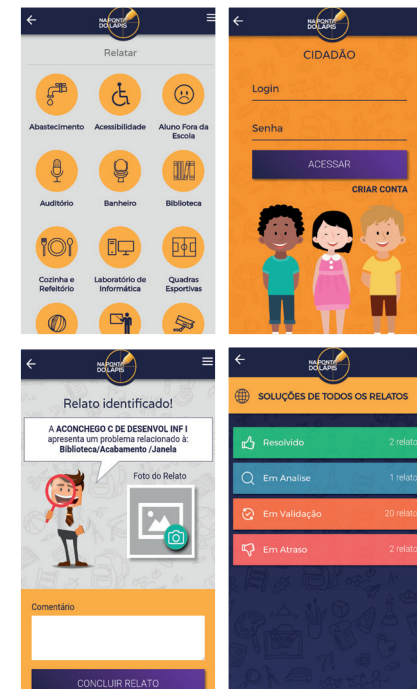 NA PONTA
DO LÁPIS
Relatar
Abastecimento
Acessibilidade
Aluno Fora da
Escola
Auditório
Banheiro
Biblioteca
Cozinha e
Refeitório
Laboratório de
Informática
Quadras
Esportivas
NA PONTA
DO LÁPIS
CIDADÃO
Login
Senha
ACESSAR
CRIAR CONTA
NA PONTA
DO LÁPIS
Relato identificado!
A ACONCHEGO C DE DESENVOL INF I
apresenta um problema relacionado à:
Biblioteca/Acabamento /Janela
Foto do Relato
Comentário
CONCLUIR RELATO
NA PONTA
DO LÁPIS
SOLUÇÕES DE TODOS OS RELATOS
Resolvido 2 relato
Em Analise 1 relato
Em Validação 20 relato
Em Atraso 2 relato